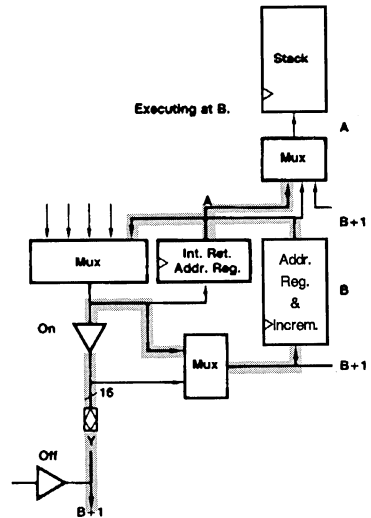 Stack
Executing at B.
A
Mux
A
B+1
Mux
Int. Ret.
Addr. Reg.
Addr.
Reg.
&
Increm.
B
On
Mux
B+1
16
Y
Off
B+1